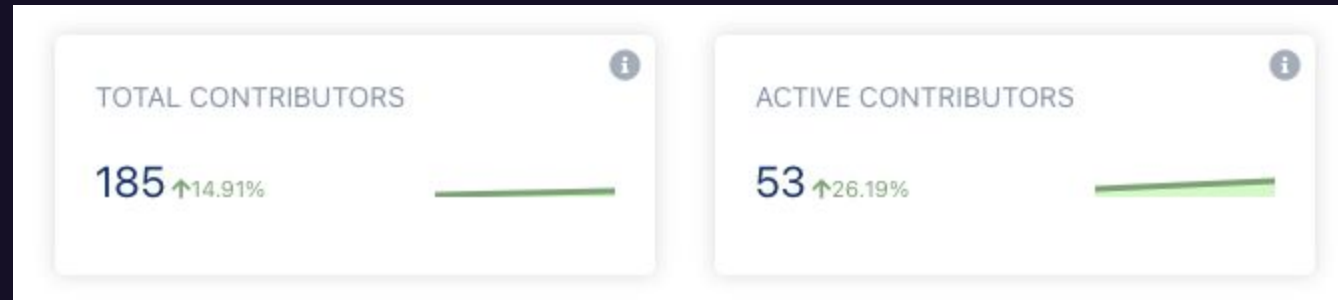 TOTAL CONTRIBUTORS
185 ↑14.91%
ACTIVE CONTRIBUTORS
53 ↑26.19%